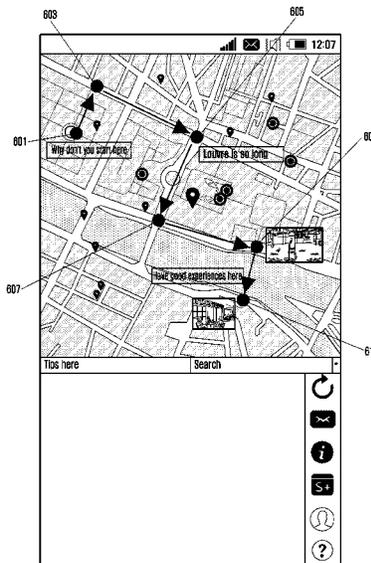 603
605
12:07
601
60
Why don't you start here
Louvre is so long
607
Have good experiences here
6
Tips here
Search
S+
?